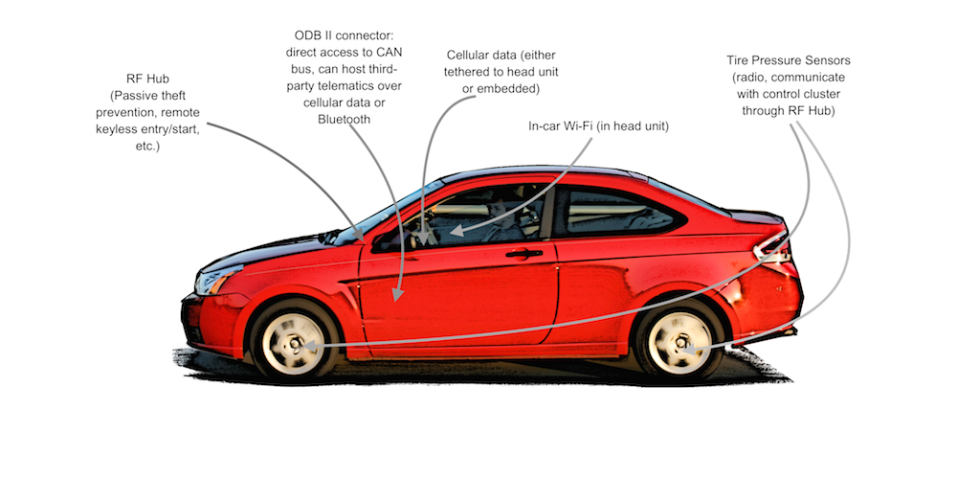 RF Hub
(Passive theft
prevention, remote
keyless entry/start,
etc.)
ODB II connector:
direct access to CAN
bus, can host third-
party telematics over
cellular data or
Bluetooth
Cellular data (either
tethered to head unit
or embedded)
In-car Wi-Fi (in head unit)
Tire Pressure Sensors
(radio, communicate
with control cluster
through RF Hub)